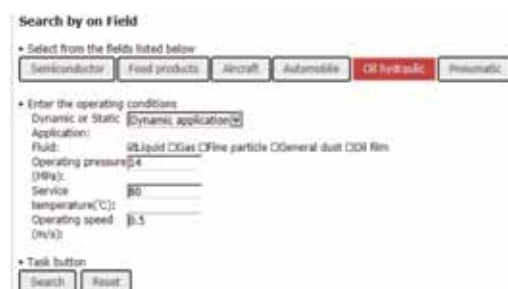 Search by on Field
• Select from the fields listed below
Semiconductor Food products Aircraft Automobile Oil hydraulic Pneumatic
• Enter the operating conditions
Dynamic or Static Dynamic application
Application:
Fluid: ☑Liquid □Gas □Fine particle □General dust □Oil film
Operating pressure 14
(MPa):
Service 80
temperature(℃):
Operating speed 0.5
(m/s):
• Task button
Search Reset